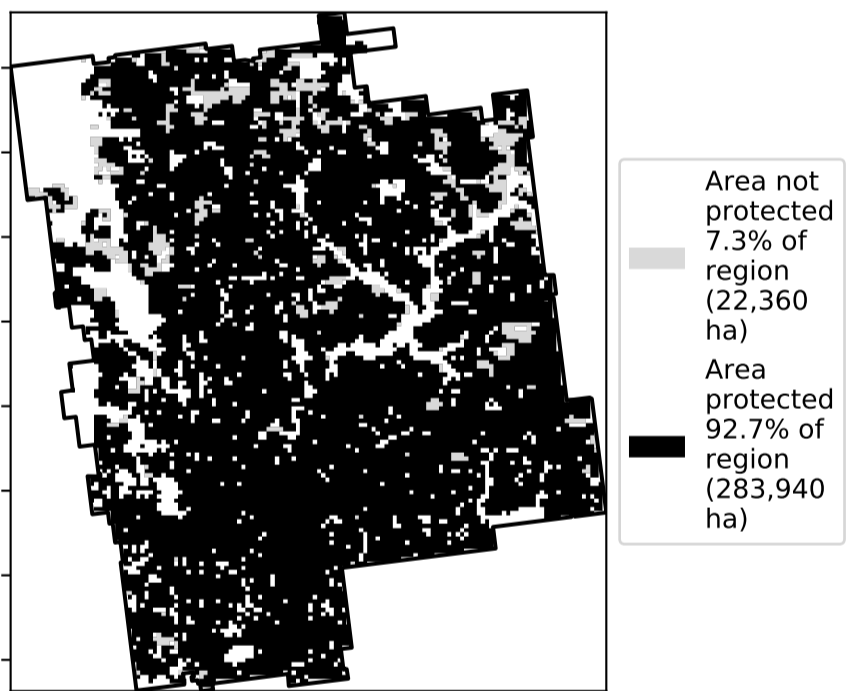 Area not
protected
7.3% of
region
(22,360
ha)
Area
protected
92.7% of
region
(283,940
ha)